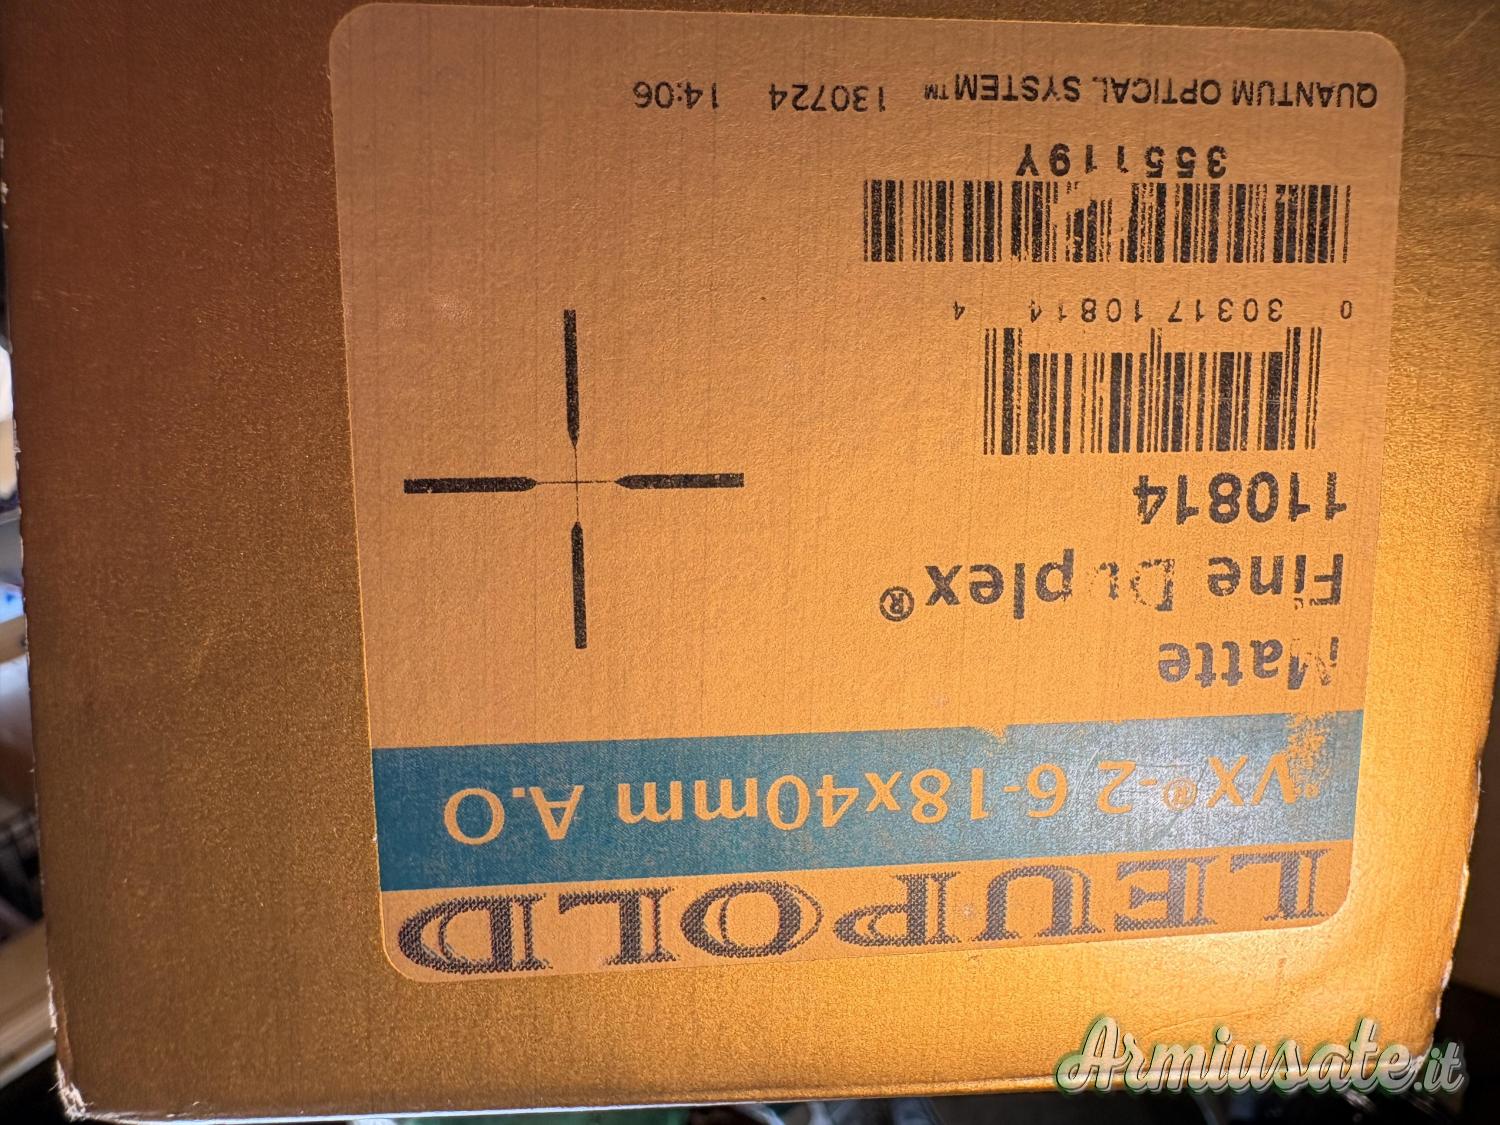 LEUPOLD
VX®-2 6-18x40mm A.O
Matte
Fine Duplex®
110814
0 30317 10814 4
355119Y
QUANTUM OPTICAL SYSTEM™ 130724 14:06
Armiusate.it